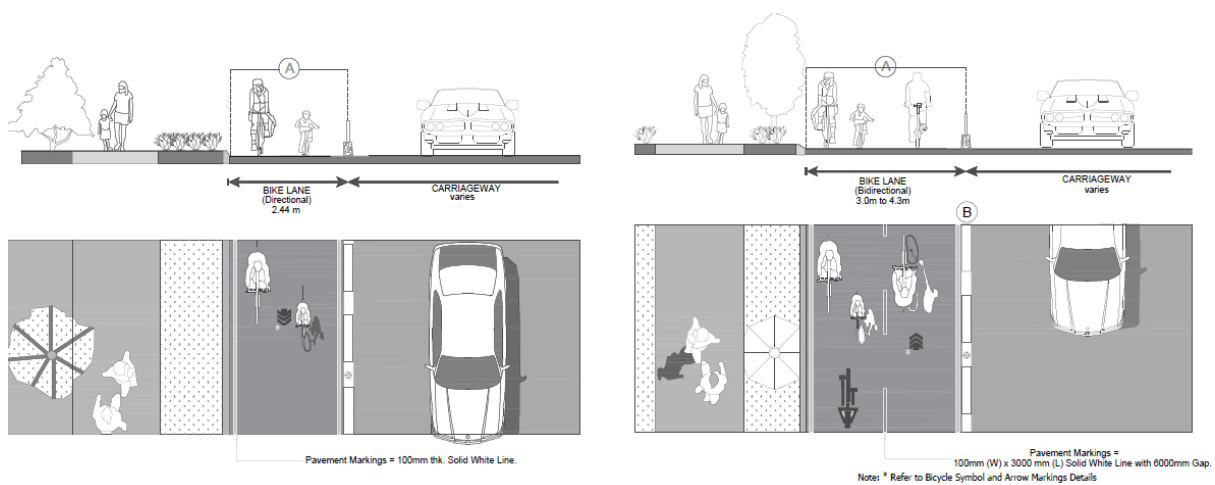 A
BIKE LANE
(Directional)
2.44 m
CARRIAGEWAY
varies
Pavement Markings = 100mm thk. Solid White Line.
A
BIKE LANE
(Bidirectional)
3.0m to 4.3m
CARRIAGEWAY
varies
B
*
*
Pavement Markings =
100mm (W) x 3000 mm (L) Solid White Line with 6000mm Gap.
Note: * Refer to Bicycle Symbol and Arrow Markings Details